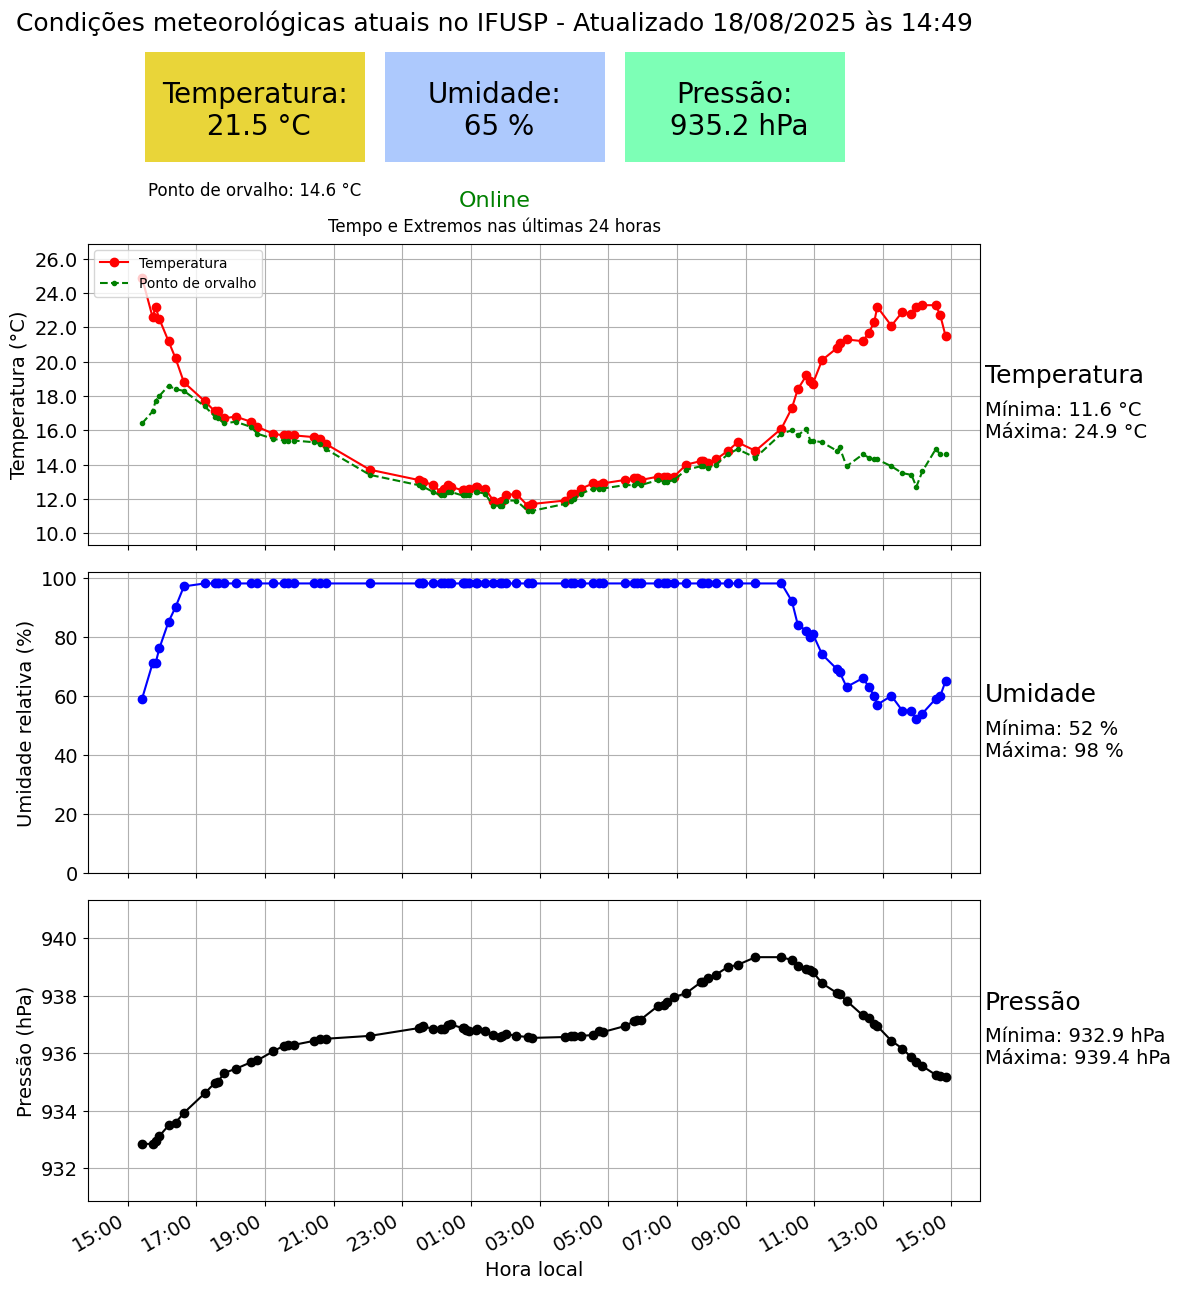 Condições meteorológicas atuais no IFUSP - Atualizado 18/08/2025 às 14:49
Temperatura:
21.5 °C
Umidade:
65 %
Pressão:
935.2 hPa
Ponto de orvalho: 14.6 °C
Online
Tempo e Extremos nas últimas 24 horas
Temperatura
Ponto de orvalho
Temperatura (°C)
26.0
24.0
22.0
20.0
18.0
16.0
14.0
12.0
10.0
Temperatura
Mínima: 11.6 °C
Máxima: 24.9 °C
Umidade relativa (%)
100
80
60
40
20
0
Umidade
Mínima: 52 %
Máxima: 98 %
Pressão (hPa)
940
938
936
934
932
Pressão
Mínima: 932.9 hPa
Máxima: 939.4 hPa
15:00
17:00
19:00
21:00
23:00
01:00
03:00
05:00
07:00
09:00
11:00
13:00
15:00
Hora local